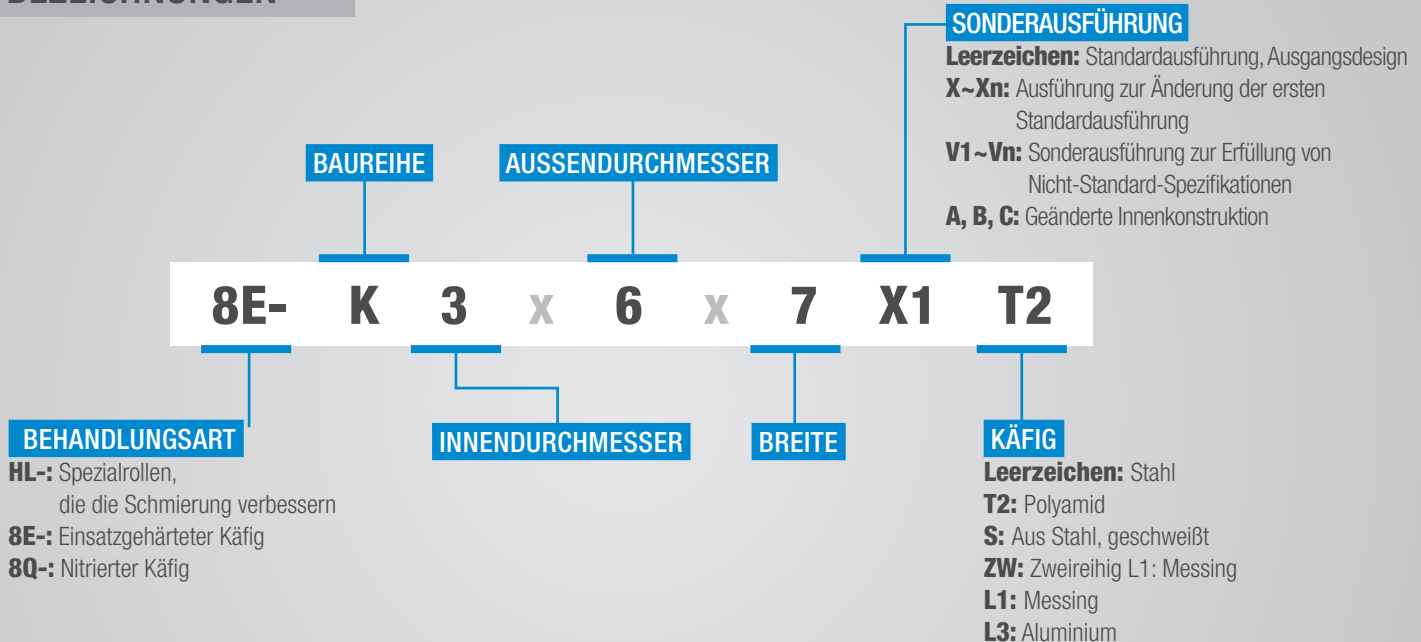 SONDERAUSFÜHRUNG
Leerzeichen: Standardausführung, Ausgangsdesign
X~Xn: Ausführung zur Änderung der ersten
Standardausführung
V1~Vn: Sonderausführung zur Erfüllung von
Nicht-Standard-Spezifikationen
A, B, C: Geänderte Innenkonstruktion
BAUREIHE
AUSSENDURCHMESSER
8E- K 3 x 6 x 7 X1 T2
BEHANDLUNGSART
HL-: Spezialrollen,
die die Schmierung verbessern
8E-: Einsatzgehärteter Käfig
8Q-: Nitrierter Käfig
INNENDURCHMESSER
BREITE
KÄFIG
Leerzeichen: Stahl
T2: Polyamid
S: Aus Stahl, geschweißt
ZW: Zweireihig L1: Messing
L1: Messing
L3: Aluminium